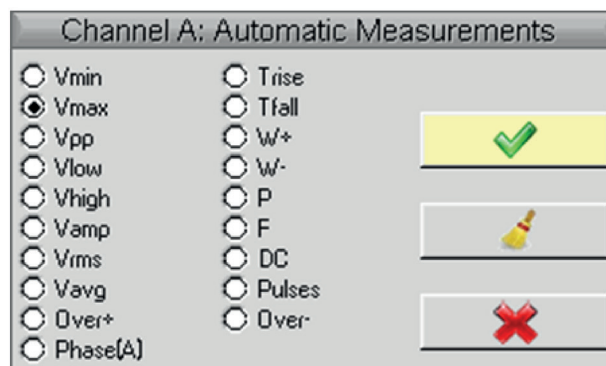 Channel A: Automatic Measurements
Vmin
Vmax
Vpp
Vlow
Vhigh
Vamp
Vrms
Vavg
Over+
Phase(A)
Trise
Tfall
W+
W-
P
F
DC
Pulses
Over-